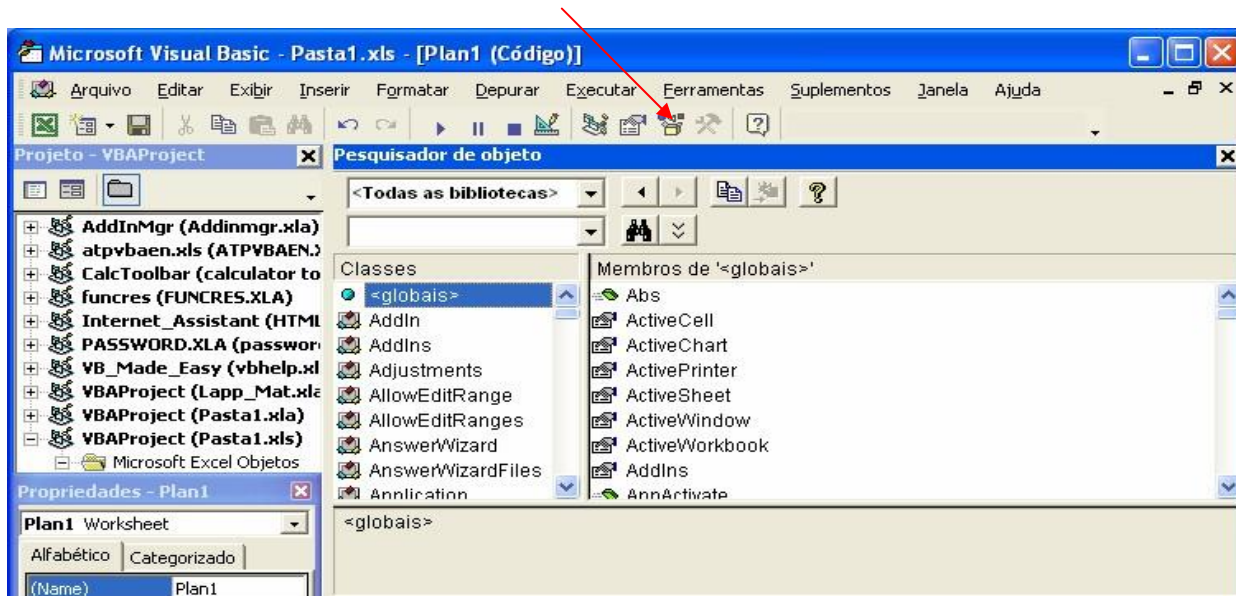 Microsoft Visual Basic - Pasta1.xls - [Plan1 (Código)]
Arquivo Editar Exibir Inserir Formatar Depurar Executar Ferramentas Suplementos Janela Ajuda
Projeto - VBAProject
Pesquisador de objeto
<Todas as bibliotecas>
AddInMgr (Addinmgr.xla)
atpvbaen.xls (ATPVBAEN.X
CalcToolbar (calculator to
funcres (FUNCRES.XLA)
Internet_Assistant (HTML
PASSWORD.XLA (passwor
VB_Made_Easy (vbhelp.xl
VBAProject (Lapp_Mat.xla
VBAProject (Pasta1.xla)
VBAProject (Pasta1.xls)
Microsoft Excel Objetos
Classes
<globais>
AddIn
AddIns
Adjustments
AllowEditRange
AllowEditRanges
AnswerWizard
AnswerWizardFiles
Application
Membros de '<globais>'
Abs
ActiveCell
ActiveChart
ActivePrinter
ActiveSheet
ActiveWindow
ActiveWorkbook
AddIns
AppActivate
Propriedades - Plan1
Plan1 Worksheet
Alfabético Categorizado
(Name) Plan1
<globais>